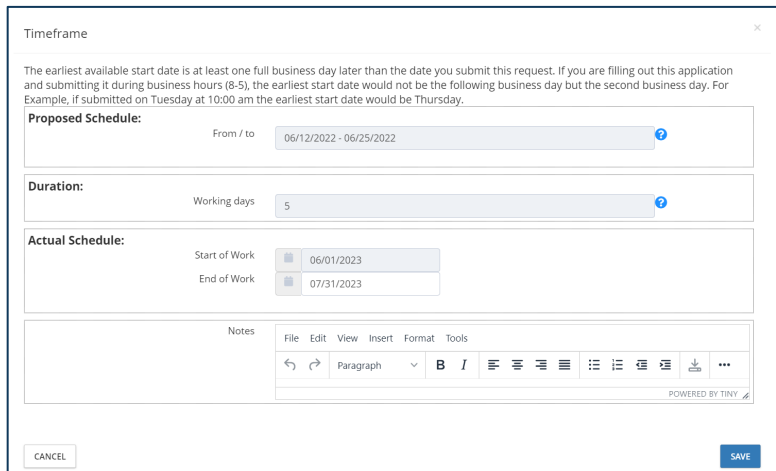 Timeframe
The earliest available start date is at least one full business day later than the date you submit this request. If you are filling out this application
and submitting it during business hours (8-5), the earliest start date would not be the following business day but the second business day. For
Example, if submitted on Tuesday at 10:00 am the earliest start date would be Thursday.
Proposed Schedule:
From / to
06/12/2022 - 06/25/2022
Duration:
Working days
5
Actual Schedule:
Start of Work
06/01/2023
End of Work
07/31/2023
Notes
File Edit View Insert Format Tools
Paragraph B I
POWERED BY TINY
CANCEL
SAVE